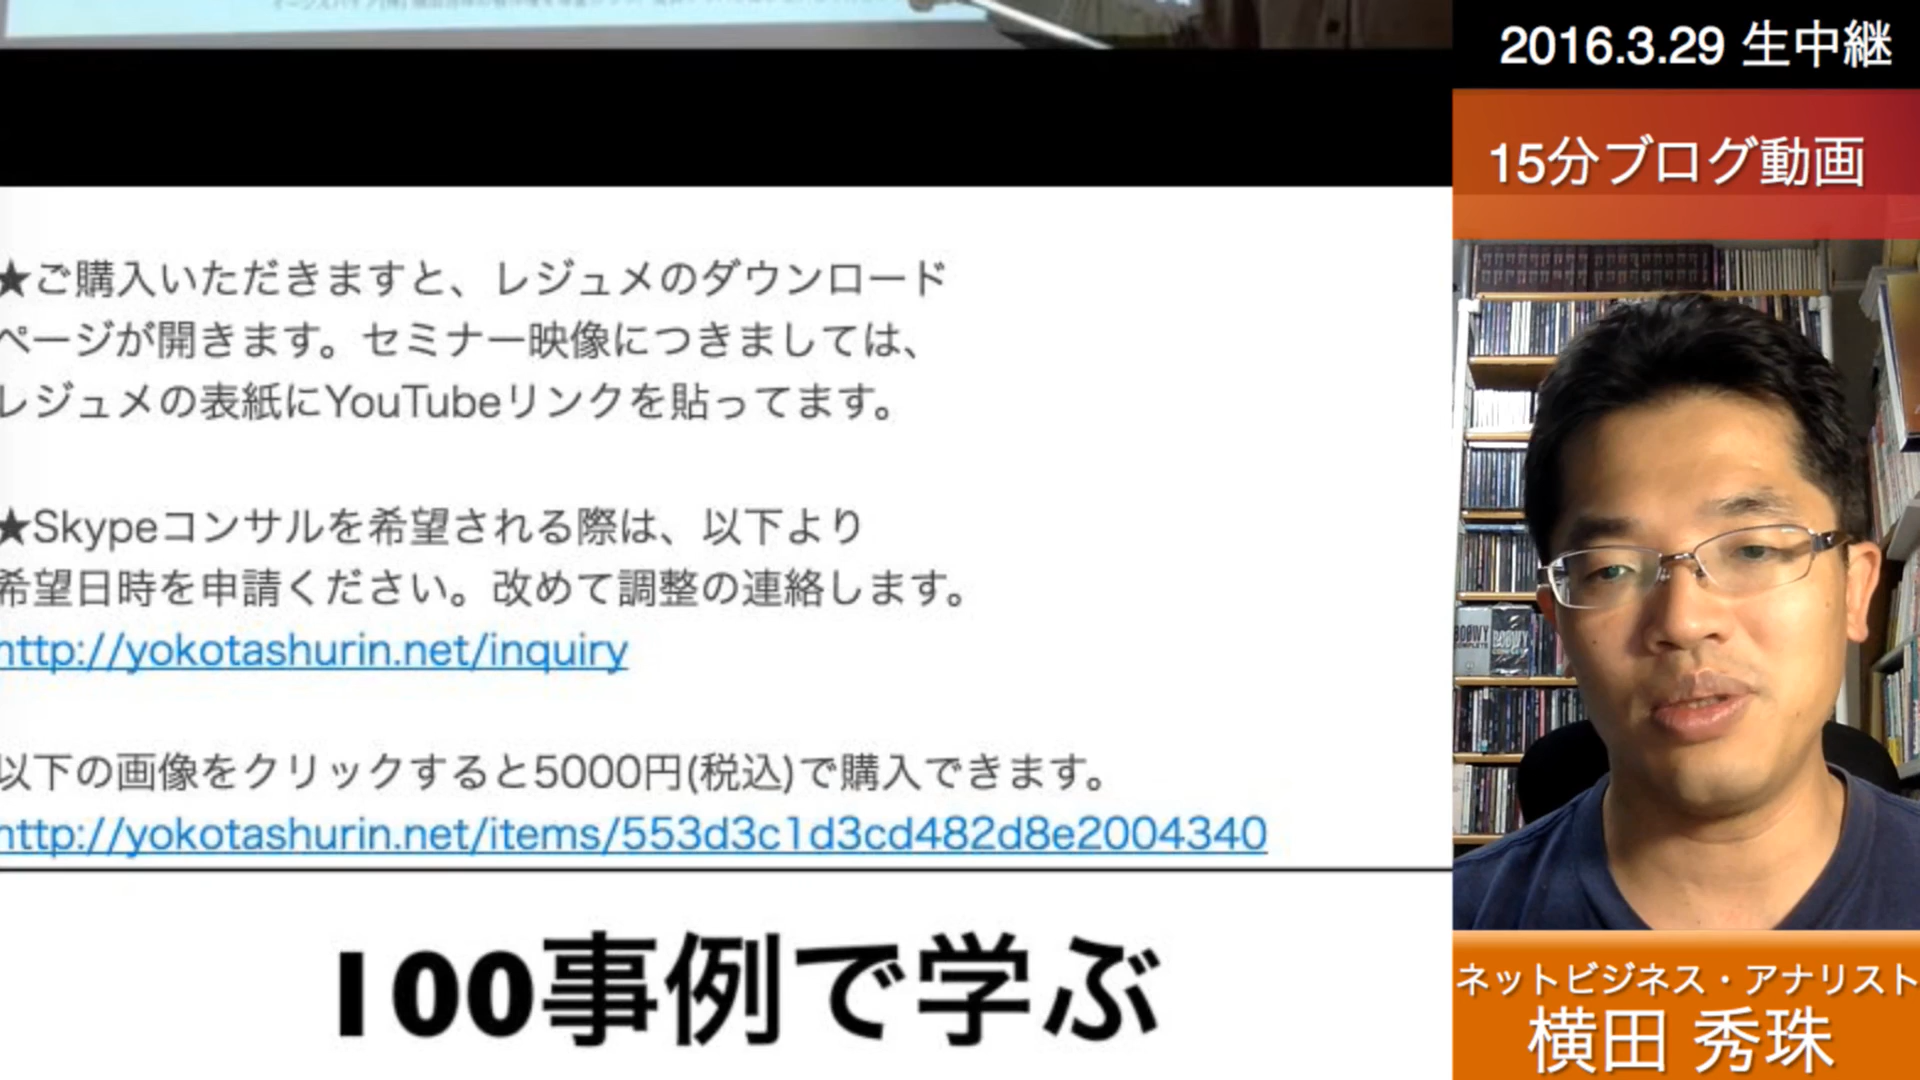 2016.3.29 生中継
15分ブログ動画
★ご購入いただきますと、レジュメのダウンロード
ページが開きます。セミナー映像につきましては、
レジュメの表紙にYouTubeリンクを貼ってます。
★Skypeコンサルを希望される際は、以下より
希望日時を申請ください。改めて調整の連絡します。
http://yokotashurin.net/inquiry
以下の画像をクリックすると5000円(税込)で購入できます。
http://yokotashurin.net/items/553d3c1d3cd482d8e2004340
100事例で学ぶ
BOØWY
COMPLETE
BOØWY
ネットビジネス・アナリスト
横田 秀珠